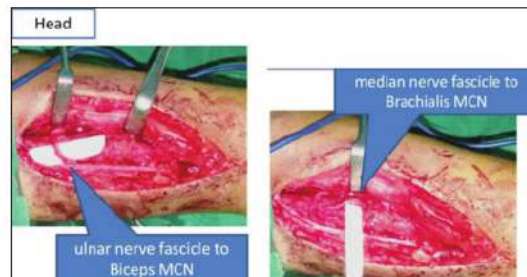 Head
median nerve fascicle to
Brachialis MCN
ulnar nerve fascicle to
Biceps MCN